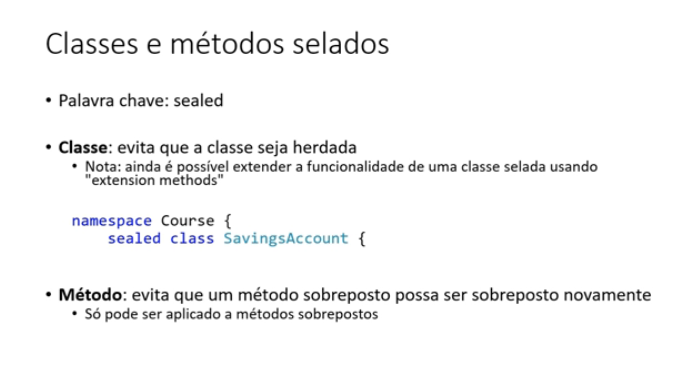 Classes e métodos selados
• Palavra chave: sealed
• Classe: evita que a classe seja herdada
• Nota: ainda é possível extender a funcionalidade de uma classe selada usando
"extension methods"
namespace Course {
sealed class SavingsAccount {
• Método: evita que um método sobreposto possa ser sobreposto novamente
• Só pode ser aplicado a métodos sobrepostos